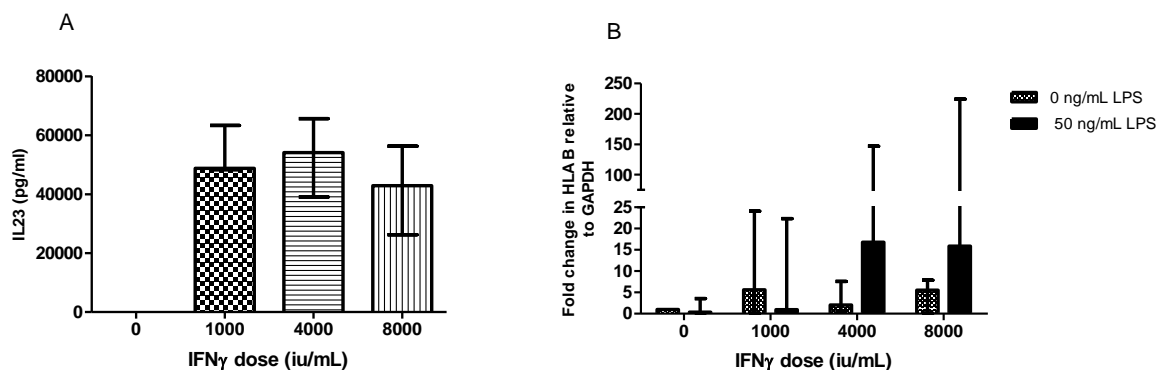 A
80000
60000
40000
20000
0
IL23 (pg/ml)
0 1000 4000 8000
IFNγ dose (iu/mL)
B
250
200
150
100
25
20
15
10
5
0
Fold change in HLA B relative
to GAPDH
0 1000 4000 8000
IFNγ dose (iu/mL)
0 ng/mL LPS
50 ng/mL LPS